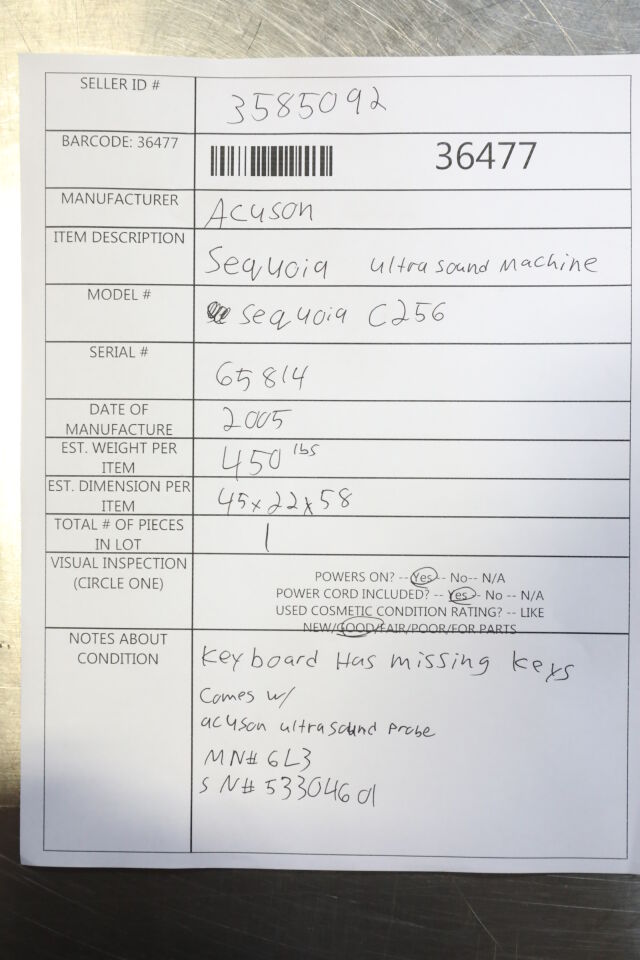 SELLER ID # 3585092
BARCODE: 36477 36477
MANUFACTURER Acuson
ITEM DESCRIPTION Sequoia ultrasound Machine
MODEL # Sequoia C256
SERIAL # 65814
DATE OF
MANUFACTURE 2005
EST. WEIGHT PER
ITEM 450 lbs
EST. DIMENSION PER
ITEM 45x22x58
TOTAL # OF PIECES
IN LOT 1
VISUAL INSPECTION
(CIRCLE ONE)
POWERS ON? -- Yes -- No-- N/A
POWER CORD INCLUDED? -- Yes -- No -- N/A
USED COSMETIC CONDITION RATING? -- LIKE
NEW/GOOD/FAIR/POOR/FOR PARTS
NOTES ABOUT
CONDITION
Keyboard Has missing keys
Comes w/
acuson ultrasound Probe
MN# 6L3
SN# 533046d